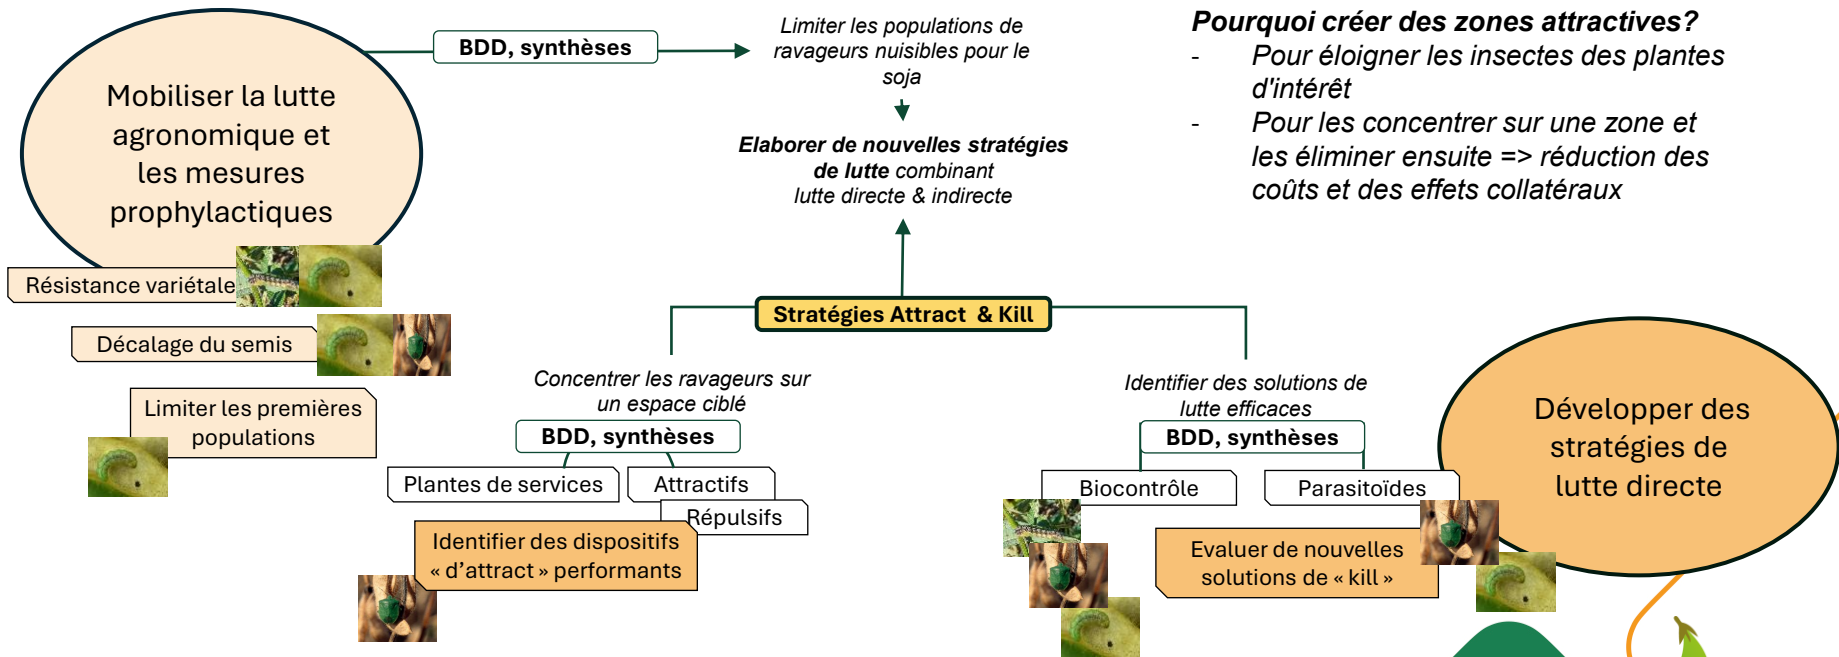 Mobiliser la lutte
agronomique et
les mesures
prophylactiques
BDD, synthèses
Limiter les populations de
ravageurs nuisibles pour le
soja
Elaborer de nouvelles stratégies
de lutte combinant
lutte directe & indirecte
Pourquoi créer des zones attractives?
- Pour éloigner les insectes des plantes
d'intérêt
- Pour les concentrer sur une zone et
les éliminer ensuite => réduction des
coûts et des effets collatéraux
Résistance variétale
Décalage du semis
Limiter les premières
populations
Stratégies Attract & Kill
Concentrer les ravageurs sur
un espace ciblé
BDD, synthèses
Plantes de services
Attractifs
Répulsifs
Identifier des dispositifs
« d'attract » performants
Identifier des solutions de
lutte efficaces
BDD, synthèses
Biocontrôle
Parasitoïdes
Evaluer de nouvelles
solutions de « kill »
Développer des
stratégies de
lutte directe